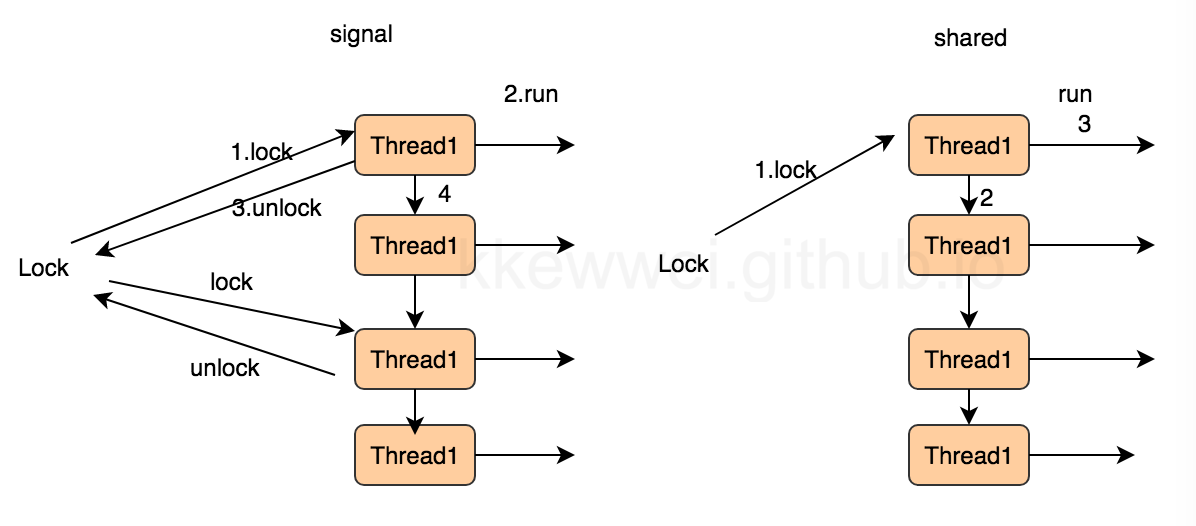 signal
2.run
1.lock
Thread1
3.unlock
4
Thread1
Lock
lock
Thread1
unlock
Thread1
shared
run
3
1.lock
Thread1
2
Thread1
Lock
Thread1
Thread1
kkewwei.github.io